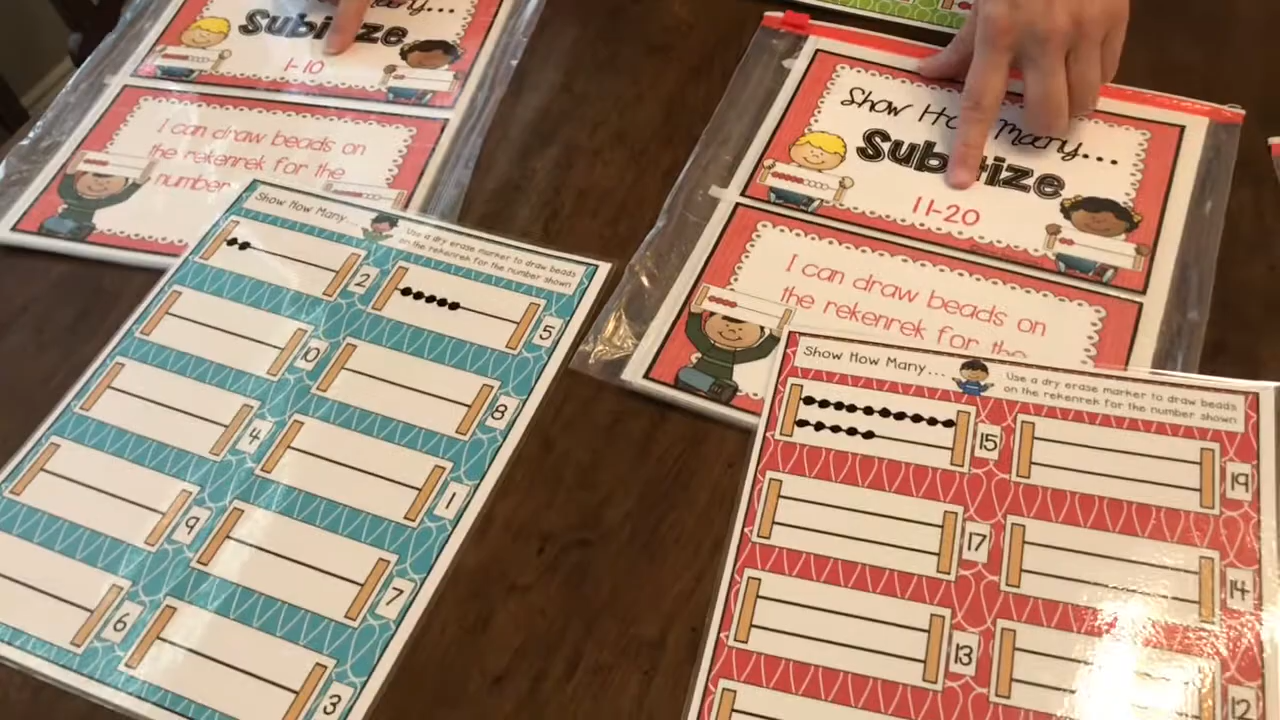 Subitize
1-10
I can draw beads on
the rekenrek for the
number
Show How Many...
Use a dry erase marker to draw beads
on the rekenrek for the number shown
2
5
10
8
4
1
9
7
6
3
Show How Many...
Subitize
11-20
I can draw beads on
the rekenrek for the
Show How Many...
Use a dry erase marker to draw beads
on the rekenrek for the number shown
15
19
17
14
13
12